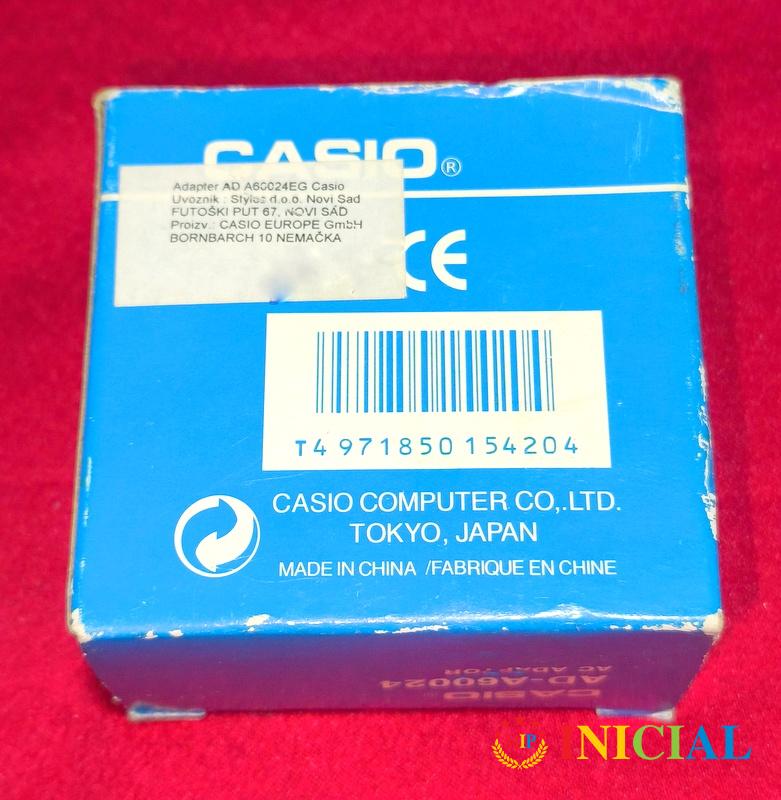 CASIO®
Adapter AD A60024EG Casio
Uvoznik : Stylos d.o.o. Novi Sad
FUTOŠKI PUT 67, NOVI SAD
Proizv.: CASIO EUROPE GmbH
BORNBARCH 10 NEMAČKA
CE
T4 971850 154204
CASIO COMPUTER CO,.LTD.
TOKYO, JAPAN
MADE IN CHINA /FABRIQUE EN CHINE
AC ADAPTOR
AD-A60024
CASIO
IP INICIAL